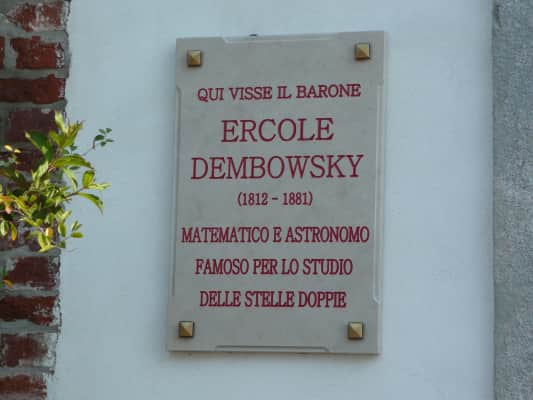 QUI VISSE IL BARONE
ERCOLE
DEMBOWSKY
(1812 - 1881)
MATEMATICO E ASTRONOMO
FAMOSO PER LO STUDIO
DELLE STELLE DOPPIE